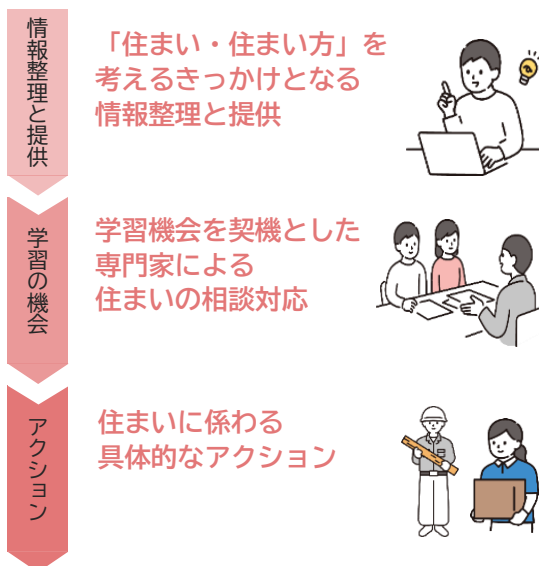 情報整理と提供
「住まい・住まい方」を
考えるきっかけとなる
情報整理と提供
学習の機会
学習機会を契機とした
専門家による
住まいの相談対応
アクション
住まいに係わる
具体的なアクション